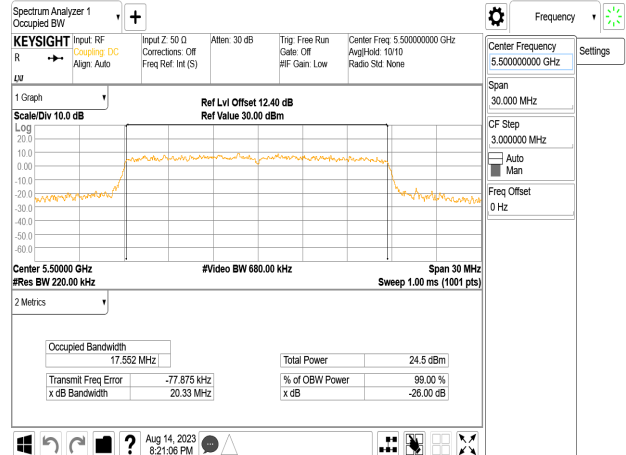 Spectrum Analyzer 1
Occupied BW
KEYSIGHT
R
Input: RF
Coupling: DC
Align: Auto
Input Z: 50 Ω
Corrections: Off
Freq Ref: Int (S)
Atten: 30 dB
Trig: Free Run
Gate: Off
#IF Gain: Low
Center Freq: 5.500000000 GHz
Avg|Hold: 10/10
Radio Std: None
LXI
1 Graph
Scale/Div 10.0 dB
Ref Lvl Offset 12.40 dB
Ref Value 30.00 dBm
Log
20.0
10.0
0.00
-10.0
-20.0
-30.0
-40.0
-50.0
-60.0
Center 5.50000 GHz
#Video BW 680.00 kHz
Span 30 MHz
#Res BW 220.00 kHz
Sweep 1.00 ms (1001 pts)
2 Metrics
Occupied Bandwidth
17.552 MHz
Total Power 24.5 dBm
Transmit Freq Error -77.875 kHz
% of OBW Power 99.00 %
x dB Bandwidth 20.33 MHz
x dB -26.00 dB
?
Aug 14, 2023
8:21:06 PM
Frequency
Settings
Center Frequency
5.500000000 GHz
Span
30.000 MHz
CF Step
3.000000 MHz
Auto
Man
Freq Offset
0 Hz